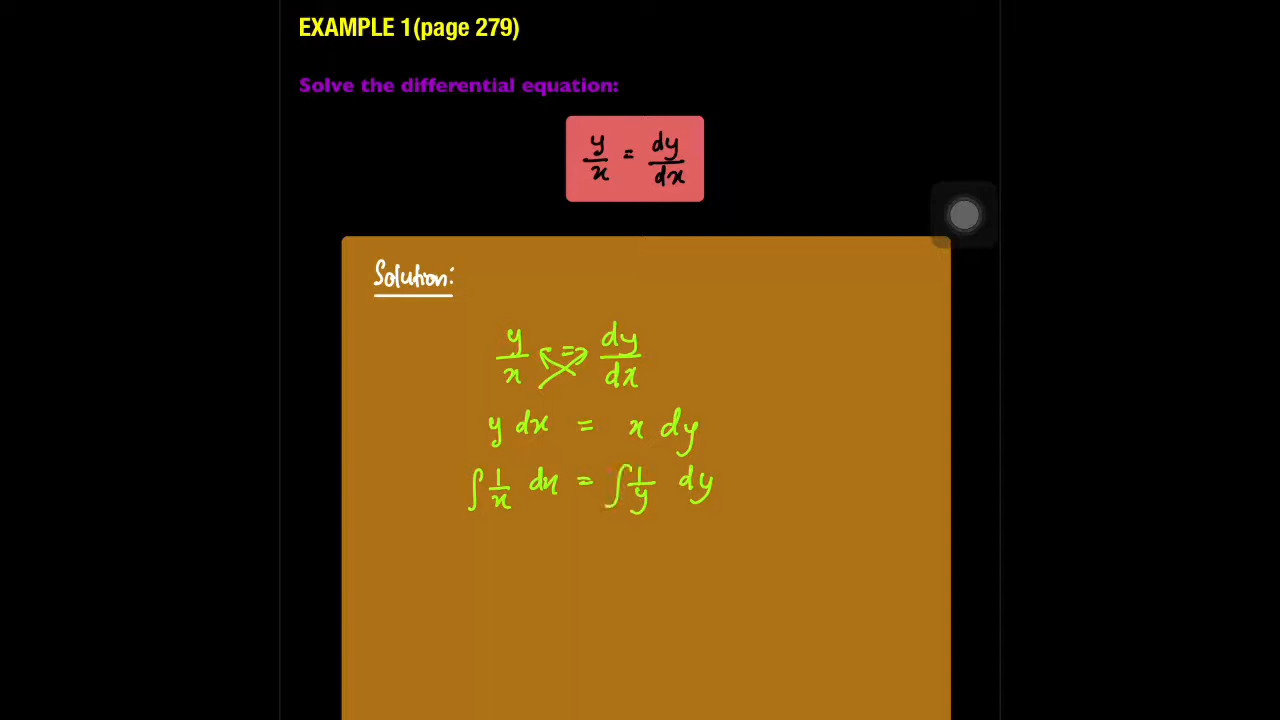 EXAMPLE 1(page 279)
Solve the differential equation:
y/x = dy/dx
Solution:
y/x = dy/dx
y dx = x dy
∫ 1/x dx = ∫ 1/y dy